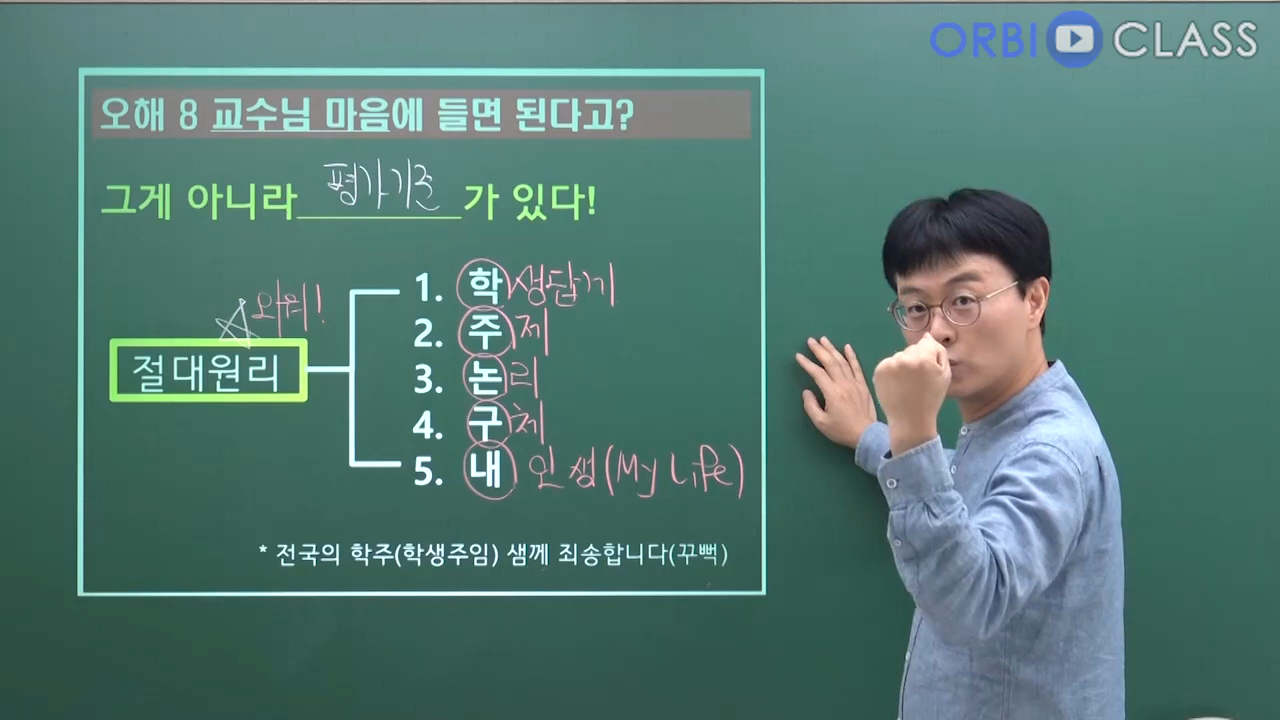 ORBI CLASS
오해 8 교수님 마음에 들면 된다고?
그게 아니라 평가기준가 있다!
외워!
절대원리
1. 학생답게
2. 주제
3. 논리
4. 구체
5. 내 인생(My Life)
* 전국의 학주(학생주임) 샘께 죄송합니다(꾸뻑)